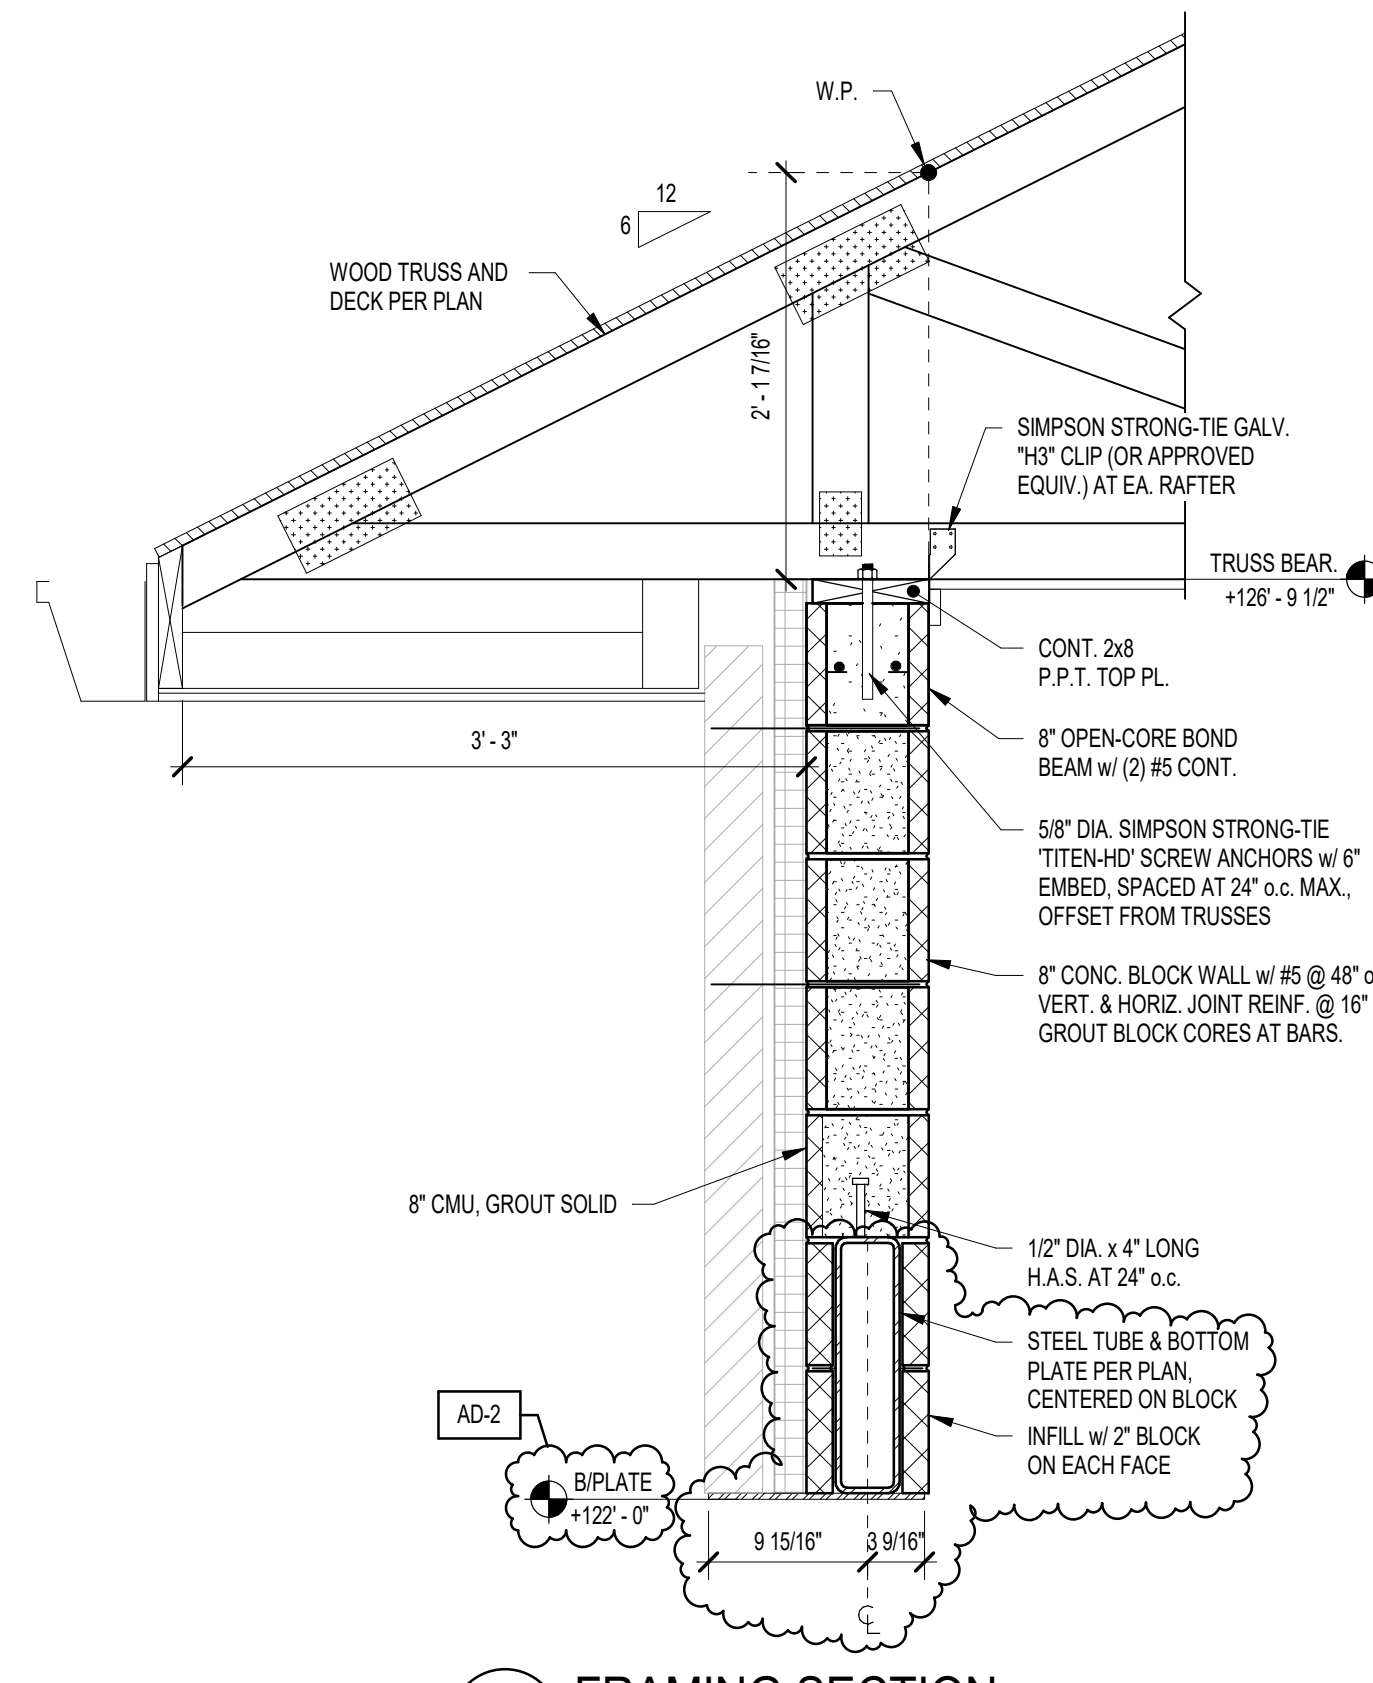 W.P.
12
6
WOOD TRUSS AND
DECK PER PLAN
2' - 1 7/16"
SIMPSON STRONG-TIE GALV.
"H3" CLIP (OR APPROVED
EQUIV.) AT EA. RAFTER
TRUSS BEAR.
+126' - 9 1/2"
CONT. 2x8
P.P.T. TOP PL.
3' - 3"
8" OPEN-CORE BOND
BEAM w/ (2) #5 CONT.
5/8" DIA. SIMPSON STRONG-TIE
'TITEN-HD' SCREW ANCHORS w/ 6"
EMBED, SPACED AT 24" o.c. MAX.,
OFFSET FROM TRUSSES
8" CONC. BLOCK WALL w/ #5 @ 48" o
VERT. & HORIZ. JOINT REINF. @ 16"
GROUT BLOCK CORES AT BARS.
8" CMU, GROUT SOLID
1/2" DIA. x 4" LONG
H.A.S. AT 24" o.c.
STEEL TUBE & BOTTOM
PLATE PER PLAN,
CENTERED ON BLOCK
AD-2
INFILL w/ 2" BLOCK
ON EACH FACE
B/PLATE
+122' - 0"
9 15/16"
3 9/16"
CL
FRAMING SECTION